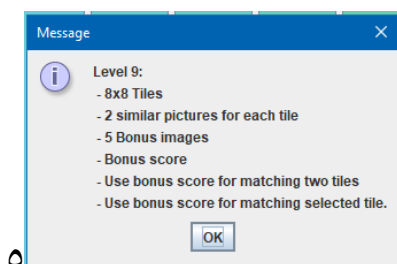 Message
Level 9:
- 8x8 Tiles
- 2 similar pictures for each tile
- 5 Bonus images
- Bonus score
- Use bonus score for matching two tiles
- Use bonus score for matching selected tile.
OK